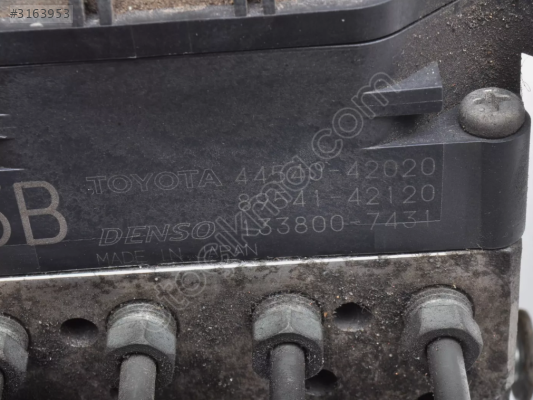 #3163953
TOYOTA 44540-42020
89541-42120
DENSO 133800-7431
MADE IN JAPAN